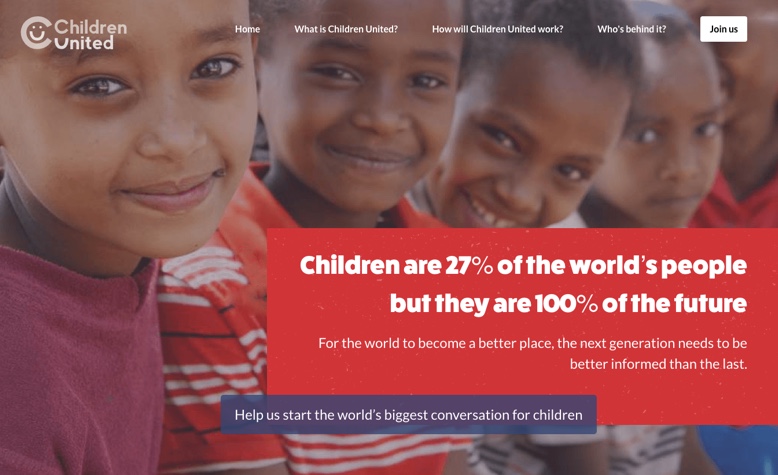 Children
United
Home
What is Children United?
How will Children United work?
Who's behind it?
Join us
Children are 27% of the world's people
but they are 100% of the future
For the world to become a better place, the next generation needs to be
better informed than the last.
Help us start the world's biggest conversation for children